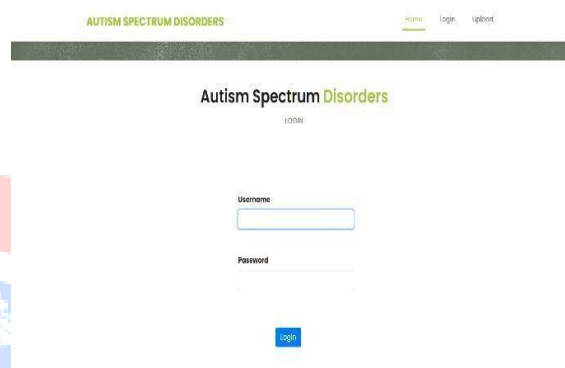 AUTISM SPECTRUM DISORDERS
Home Login Upload
Autism Spectrum Disorders
LOGIN
Username
Password
Login